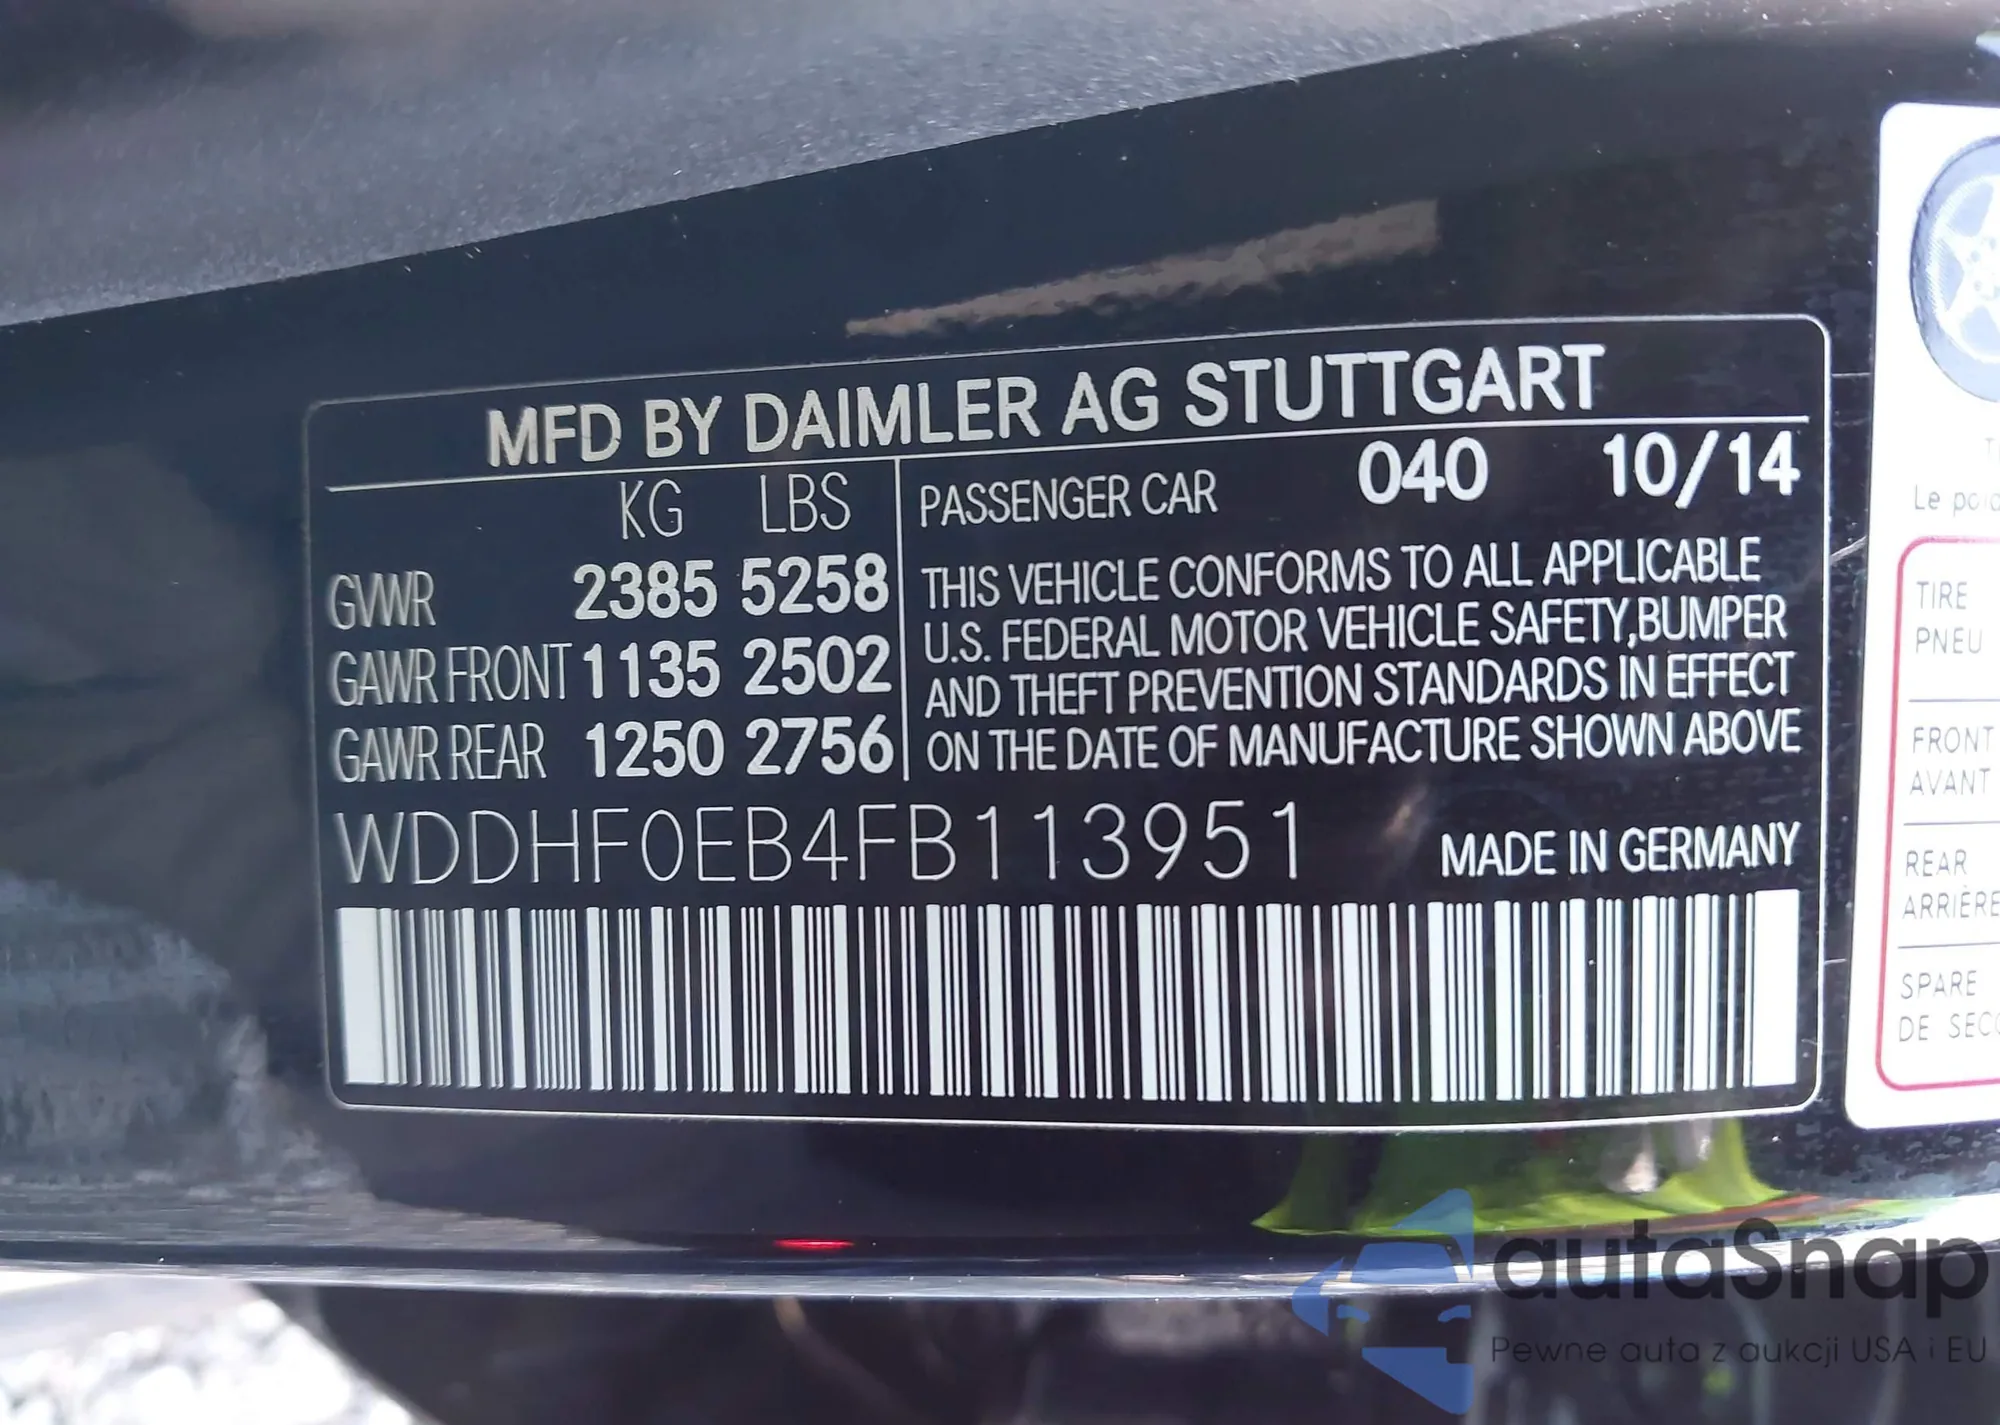 MFD BY DAIMLER AG STUTTGART
KG LBS
GVWR 2385 5258
GAWR FRONT 1135 2502
GAWR REAR 1250 2756
PASSENGER CAR 040 10/14
THIS VEHICLE CONFORMS TO ALL APPLICABLE
U.S. FEDERAL MOTOR VEHICLE SAFETY, BUMPER
AND THEFT PREVENTION STANDARDS IN EFFECT
ON THE DATE OF MANUFACTURE SHOWN ABOVE
WDDHF0EB4FB113951
MADE IN GERMANY
Le
TIRE
PNEU
FRONT
AVANT
REAR
ARRIÈRE
SPARE
DE
autaSnap
Pewne auta z aukcji USA i EU